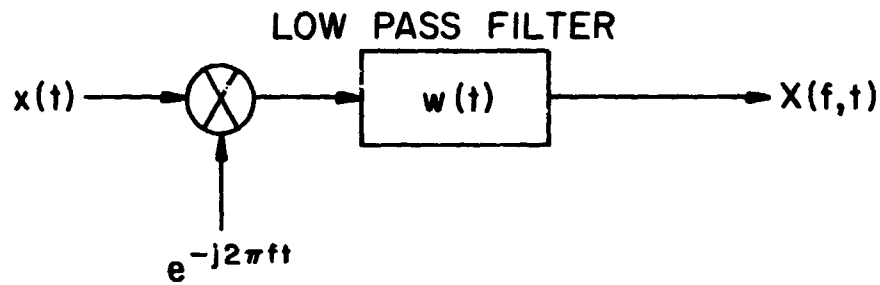 LOW PASS FILTER
x(t)
w(t)
X(f,t)
e^{-j2πft}